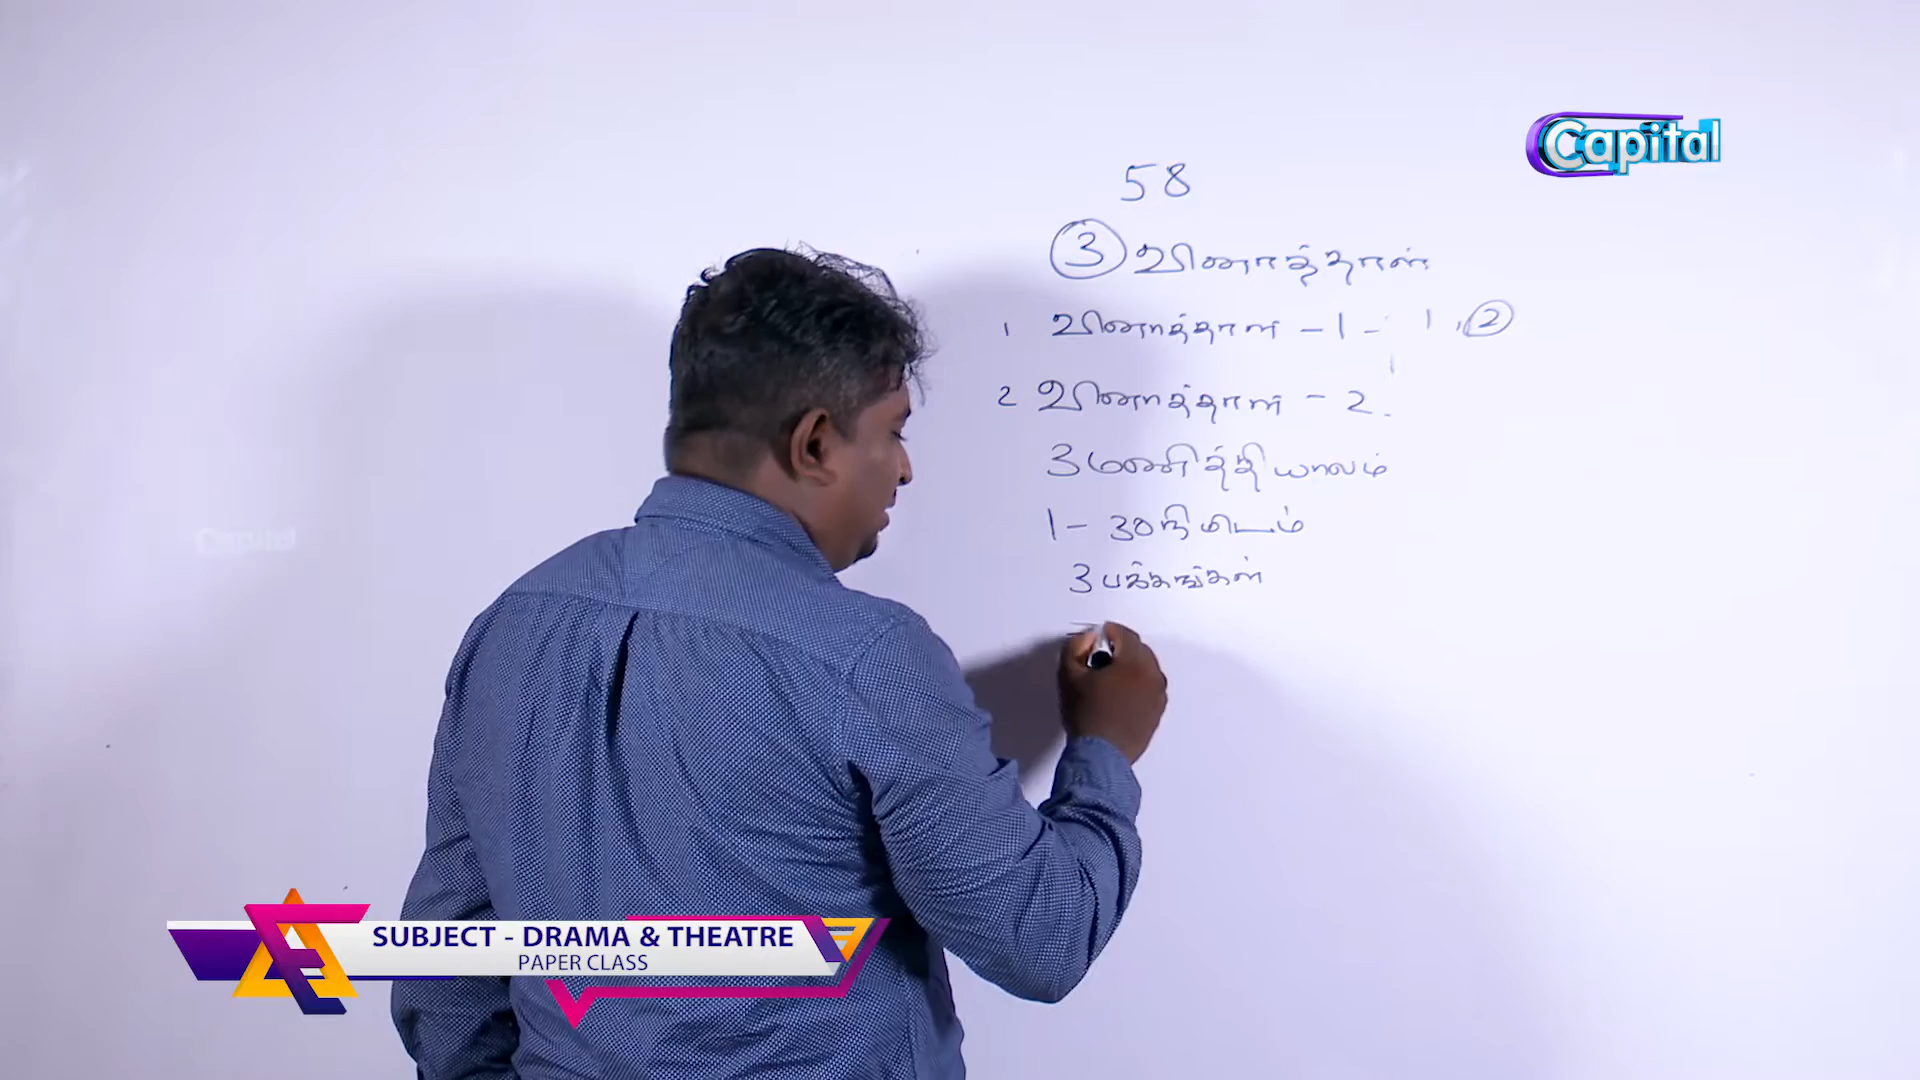 Capital
58
3 வினாத்தாள்
1 வினாத்தாள் - 1 - 1, 2
2 வினாத்தாள் - 2.
3 மணித்தியாலம்
1 - 30 நிமிடம்
3 பக்கங்கள்
SUBJECT - DRAMA & THEATRE
PAPER CLASS